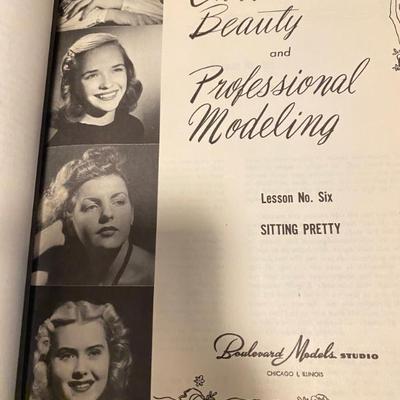 Beauty
and
Professional
Modeling
Lesson No. Six
SITTING PRETTY
Boulevard Models STUDIO
CHICAGO 1, ILLINOIS